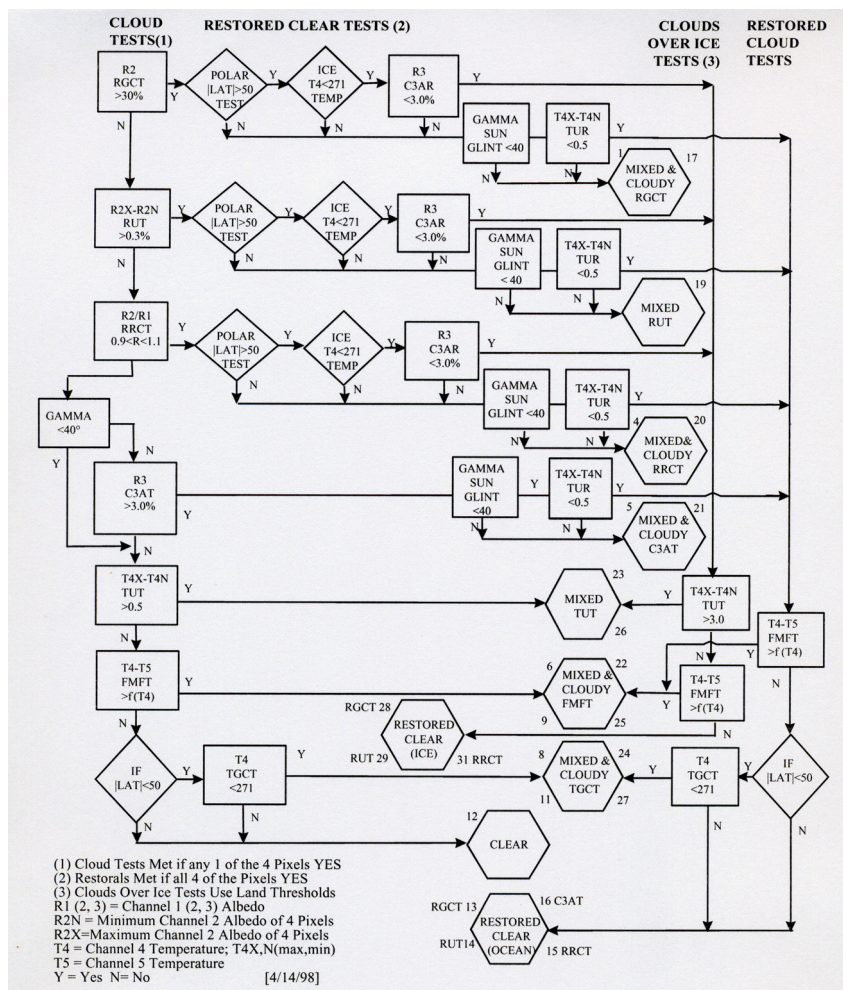 CLOUD
TESTS(1)
RESTORED CLEAR TESTS (2)
CLOUDS
OVER ICE
TESTS (3)
RESTORED
CLOUD
TESTS
R2
RGCT
>30%
Y
N
POLAR
|LAT|>50
TEST
Y
N
ICE
T4<271
TEMP
Y
N
R3
C3AR
<3.0%
Y
N
GAMMA
SUN
GLINT <40
N
T4X-T4N
TUR
<0.5
Y
N
1
17
MIXED &
CLOUDY
RGCT
R2X-R2N
RUT
>0.3%
Y
N
POLAR
|LAT|>50
TEST
Y
N
ICE
T4<271
TEMP
Y
N
R3
C3AR
<3.0%
Y
N
GAMMA
SUN
GLINT
< 40
N
T4X-T4N
TUR
<0.5
Y
N
19
MIXED
RUT
R2/R1
RRCT
0.9<R<1.1
Y
POLAR
|LAT|>50
TEST
Y
N
ICE
T4<271
TEMP
Y
N
R3
C3AR
<3.0%
Y
N
GAMMA
SUN
GLINT <40
N
T4X-T4N
TUR
<0.5
Y
N
4
20
MIXED&
CLOUDY
RRCT
GAMMA
<40°
N
Y
R3
C3AT
>3.0%
Y
N
GAMMA
SUN
GLINT
<40
Y
N
T4X-T4N
TUR
<0.5
Y
N
5
21
MIXED &
CLOUDY
C3AT
T4X-T4N
TUT
>0.5
Y
N
23
MIXED
TUT
26
Y
T4X-T4N
TUT
>3.0
N
T4-T5
FMFT
>f(T4)
Y
N
T4-T5
FMFT
>f(T4)
Y
N
6
22
MIXED &
CLOUDY
FMFT
9
25
Y
T4-T5
FMFT
>f(T4)
N
RGCT 28
RESTORED
CLEAR
(ICE)
RUT 29
31 RRCT
IF
|LAT|<50
Y
N
T4
TGCT
<271
Y
N
8
24
MIXED &
CLOUDY
TGCT
11
27
Y
T4
TGCT
<271
N
Y
IF
|LAT|<50
N
12
CLEAR
RGCT 13
16 C3AT
RESTORED
CLEAR
(OCEAN)
RUT14
15 RRCT
(1) Cloud Tests Met if any 1 of the 4 Pixels YES
(2) Restorals Met if all 4 of the Pixels YES
(3) Clouds Over Ice Tests Use Land Thresholds
R1 (2, 3) = Channel 1 (2, 3) Albedo
R2N = Minimum Channel 2 Albedo of 4 Pixels
R2X=Maximum Channel 2 Albedo of 4 Pixels
T4 = Channel 4 Temperature; T4X,N(max,min)
T5 = Channel 5 Temperature
Y = Yes N= No [4/14/98]